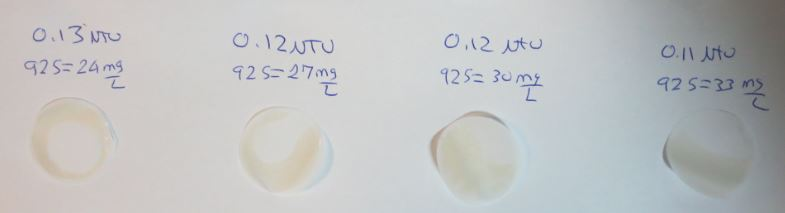 0.13 NTU
925=24 mg/L
0.12 NTU
925=27 mg/L
0.12 NTU
925=30 mg/L
0.11 NTU
925=33 mg/L